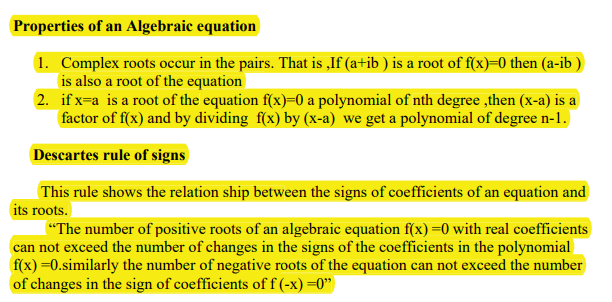 Properties of an Algebraic equation
1. Complex roots occur in the pairs. That is ,If (a+ib ) is a root of f(x)=0 then (a-ib )
is also a root of the equation
2. if x=a is a root of the equation f(x)=0 a polynomial of nth degree ,then (x-a) is a
factor of f(x) and by dividing f(x) by (x-a) we get a polynomial of degree n-1.
Descartes rule of signs
This rule shows the relation ship between the signs of coefficients of an equation and
its roots.
“The number of positive roots of an algebraic equation f(x) =0 with real coefficients
can not exceed the number of changes in the signs of the coefficients in the polynomial
f(x) =0.similarly the number of negative roots of the equation can not exceed the number
of changes in the sign of coefficients of f (-x) =0”